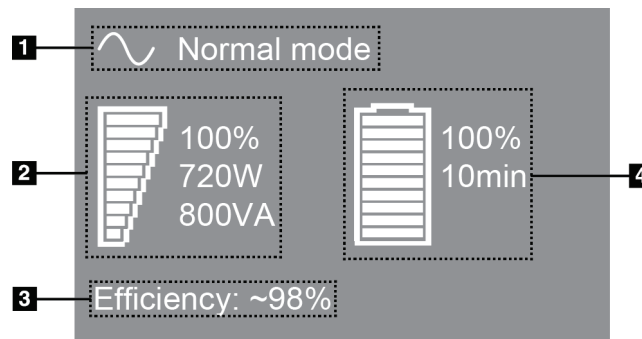 1
Normal mode
2
100%
720W
800VA
100%
10min
4
3
Efficiency: ~98%